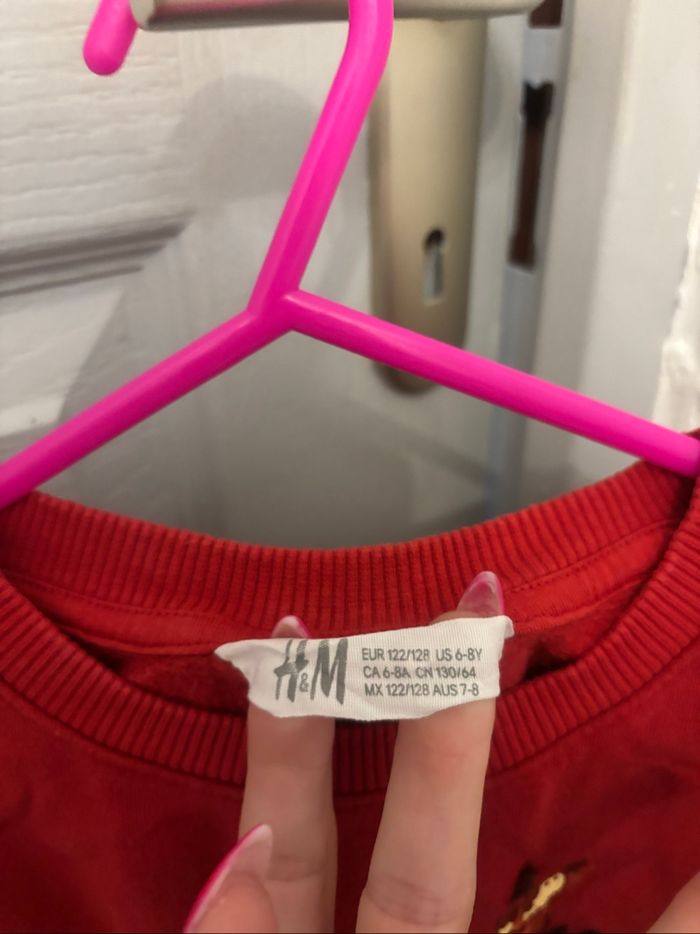 H&M
EUR 122/128 US 6-8Y
CA 6-8A CN 130/64
MX 122/128 AUS 7-8